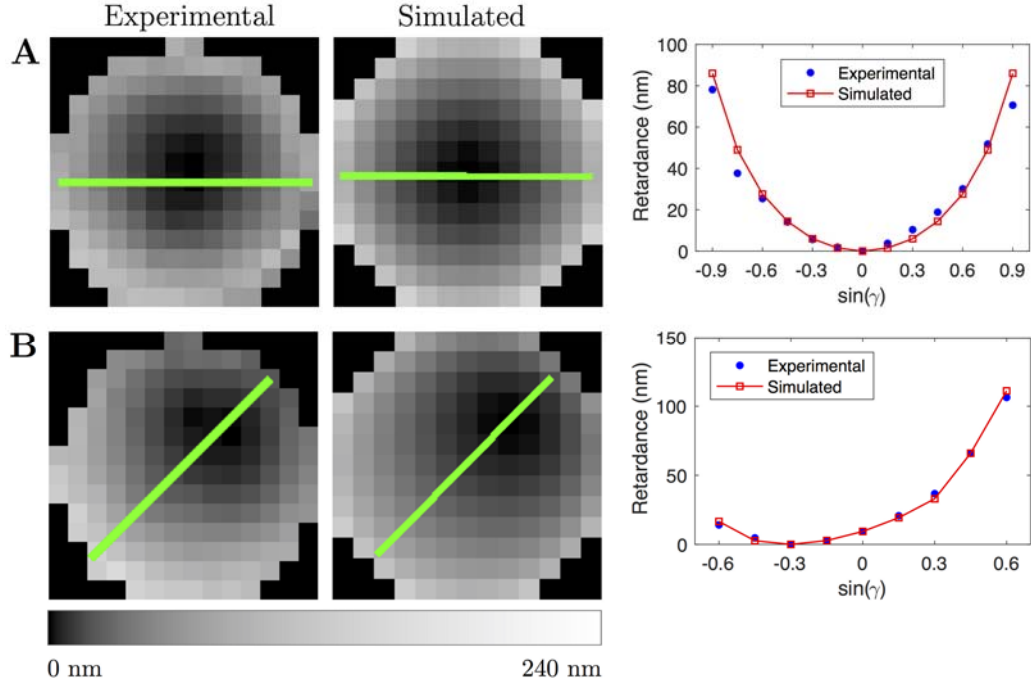 Experimental
Simulated
A
100
80
60
40
20
0
Retardance (nm)
Experimental
Simulated
-0.9
-0.6
-0.3
0
0.3
0.6
0.9
sin(γ)
B
150
100
50
0
Retardance (nm)
Experimental
Simulated
-0.6
-0.3
0
0.3
0.6
sin(γ)
0 nm
240 nm